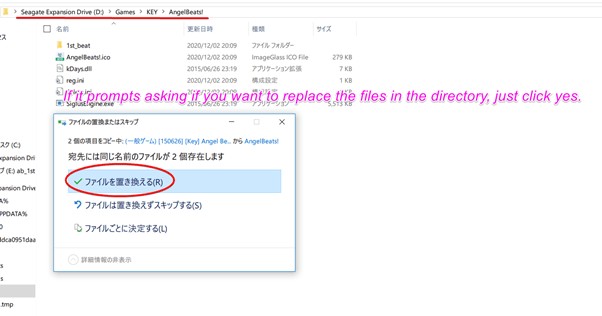 Seagate Expansion Drive (D:) › Games › KEY › AngelBeats!
名前 更新日時 種類 サイズ
1st_beat 2020/12/02 20:09 ファイル フォルダー
AngelBeats!.ico 2020/12/02 20:09 ImageGlass ICO File 279 KB
kDays.dll 2015/06/26 23:19 アプリケーション拡張 7 KB
reg.ini 2020/12/02 20:09 構成設定 1 KB
If it prompts asking if you want to replace the files in the directory, just click yes.
SiglusEngine.exe 2015/06/26 23:19 アプリケーション 5,513 KB
ファイルの置換またはスキップ
2 個の項目をコピー中: (一般ゲーム) [150626] [Key] Angel Be... から AngelBeats!
宛先には同じ名前のファイルが 2 個存在します
ファイルを置き換える(R)
ファイルは置き換えずスキップする(S)
ファイルごとに決定する(L)
詳細情報の非表示
ク (C:)
xpansion Drive
ブ (E:) ab_1st
DATA%
PPDATA%
ddca0951daa
xpansion Drive
.tmp